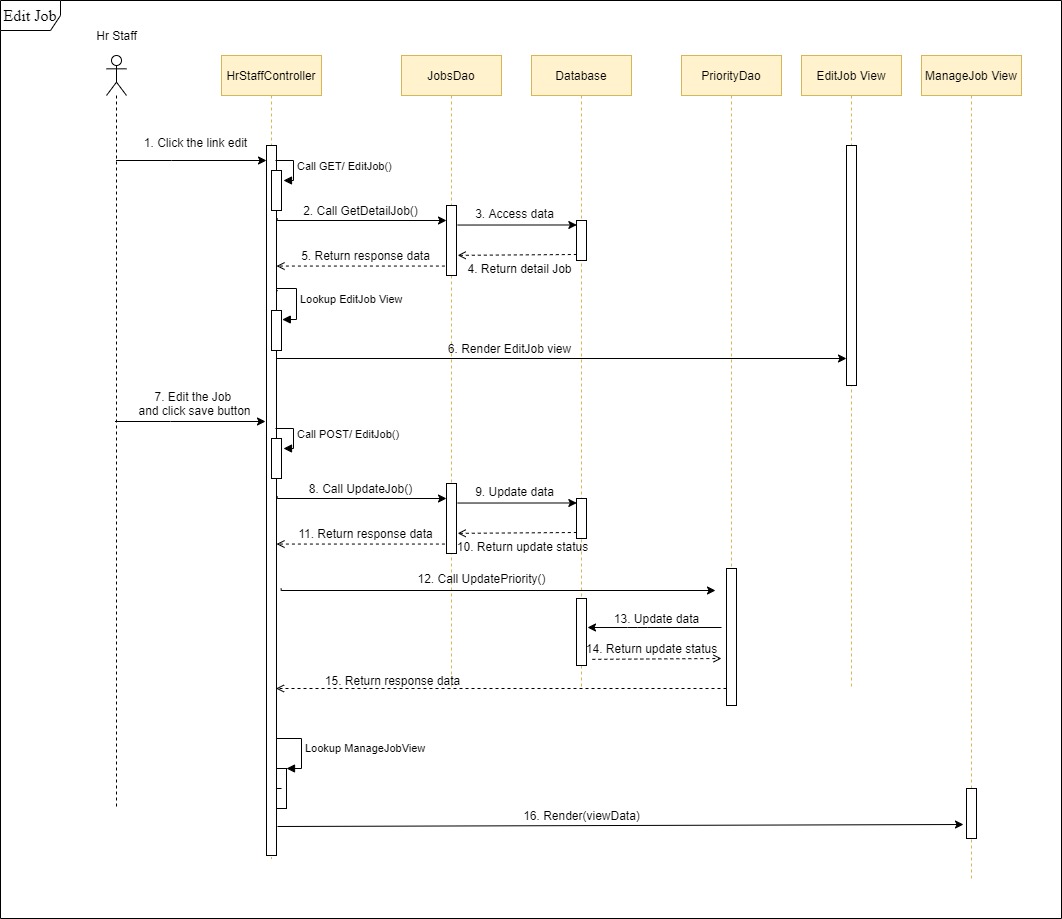 Edit Job
Hr Staff
HrStaffController
JobsDao
Database
PriorityDao
EditJob View
ManageJob View
1. Click the link edit
Call GET/ EditJob()
2. Call GetDetailJob()
3. Access data
5. Return response data
4. Return detail Job
Lookup EditJob View
6. Render EditJob view
7. Edit the Job
and click save button
Call POST/ EditJob()
8. Call UpdateJob()
9. Update data
11. Return response data
10. Return update status
12. Call UpdatePriority()
13. Update data
14. Return update status
15. Return response data
Lookup ManageJobView
16. Render(viewData)